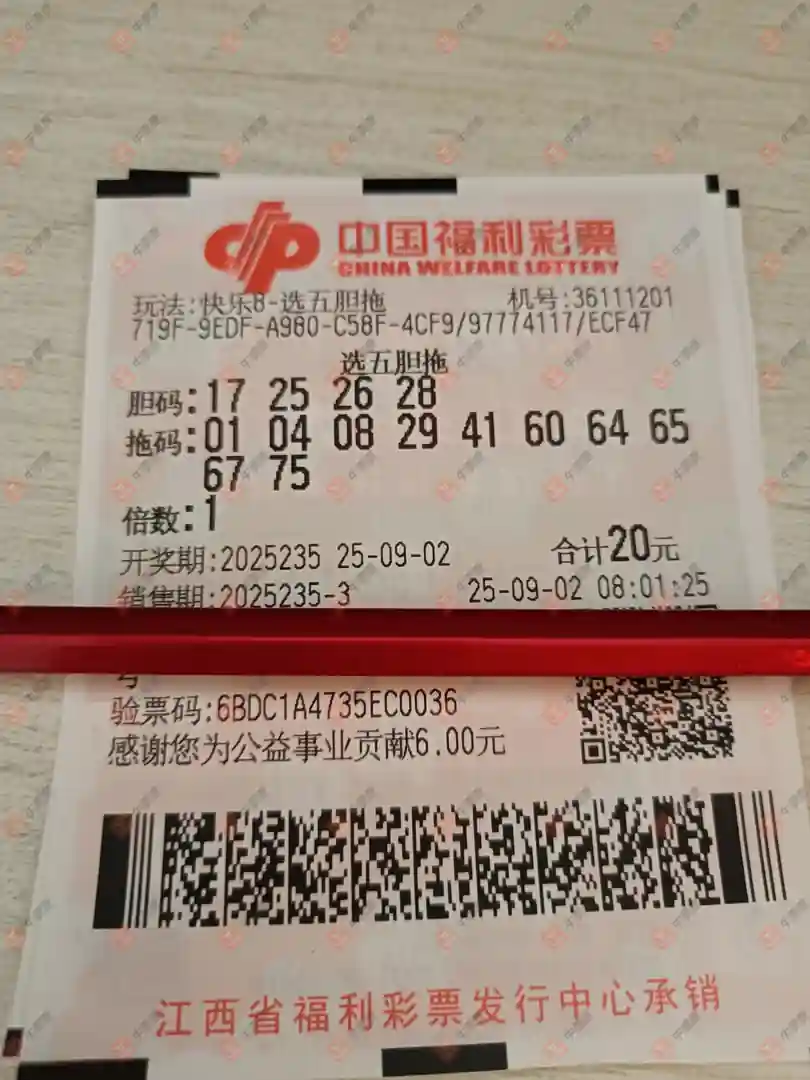 中国福利彩票
CHINA WELFARE LOTTERY
玩法:快乐8-选五胆拖 机号:36111201
719F-9EDF-A980-C58F-4CF9/97774117/ECF47
选五胆拖
胆码:17 25 26 28
拖码:01 04 08 29 41 60 64 65
67 75
倍数:1
开奖期:2025235 25-09-02 合计20元
销售期:2025235-3 25-09-02 08:01:25
号
验票码:6BDC1A4735EC0036
感谢您为公益事业贡献6.00元
江西省福利彩票发行中心承销